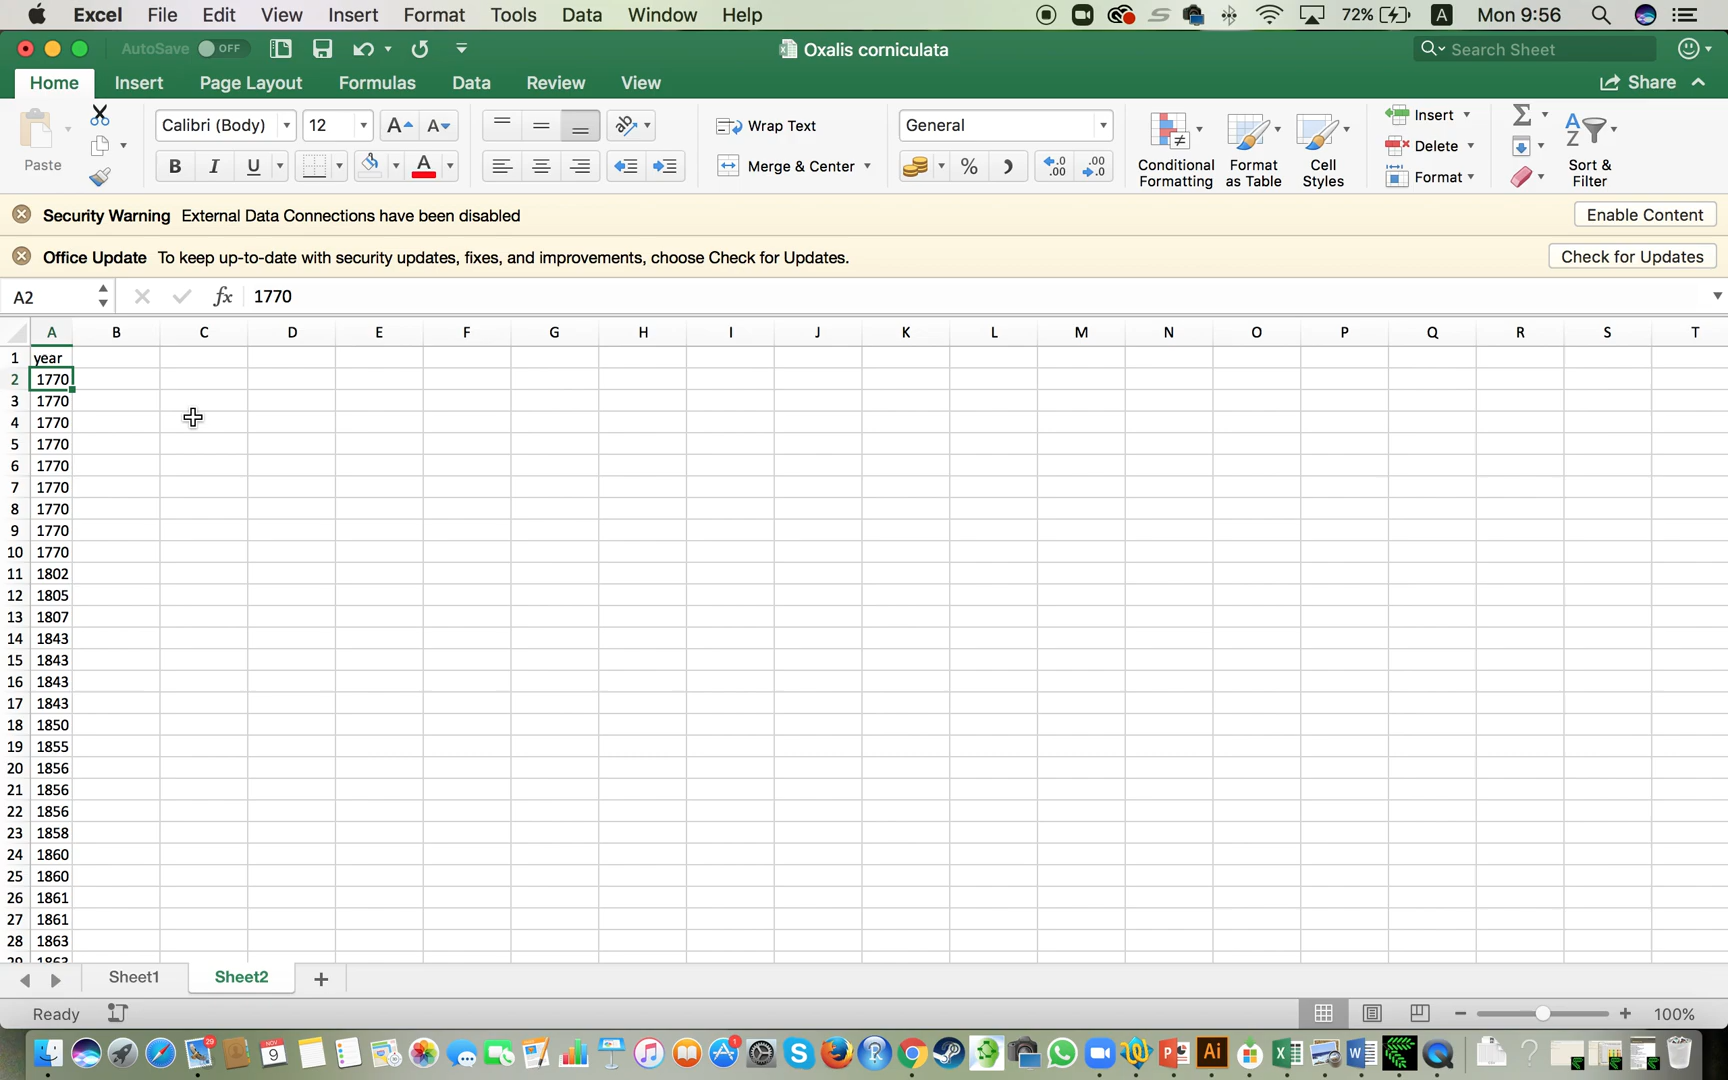 Excel File Edit View Insert Format Tools Data Window Help 72% A Mon 9:56
AutoSave OFF Oxalis corniculata Search Sheet
Home Insert Page Layout Formulas Data Review View Share
Paste Calibri (Body) 12 A A Wrap Text General Insert
B I U A Merge & Center % Conditional Formatting Format as Table Cell Styles Delete Format Sort & Filter
Security Warning External Data Connections have been disabled Enable Content
Office Update To keep up-to-date with security updates, fixes, and improvements, choose Check for Updates. Check for Updates
A2 fx 1770
A B C D E F G H I J K L M N O P Q R S T
1 year
2 1770
3 1770
4 1770
5 1770
6 1770
7 1770
8 1770
9 1770
10 1770
11 1802
12 1805
13 1807
14 1843
15 1843
16 1843
17 1843
18 1850
19 1855
20 1856
21 1856
22 1856
23 1858
24 1860
25 1860
26 1861
27 1861
28 1863
29 1863
Sheet1 Sheet2 +
Ready 100%